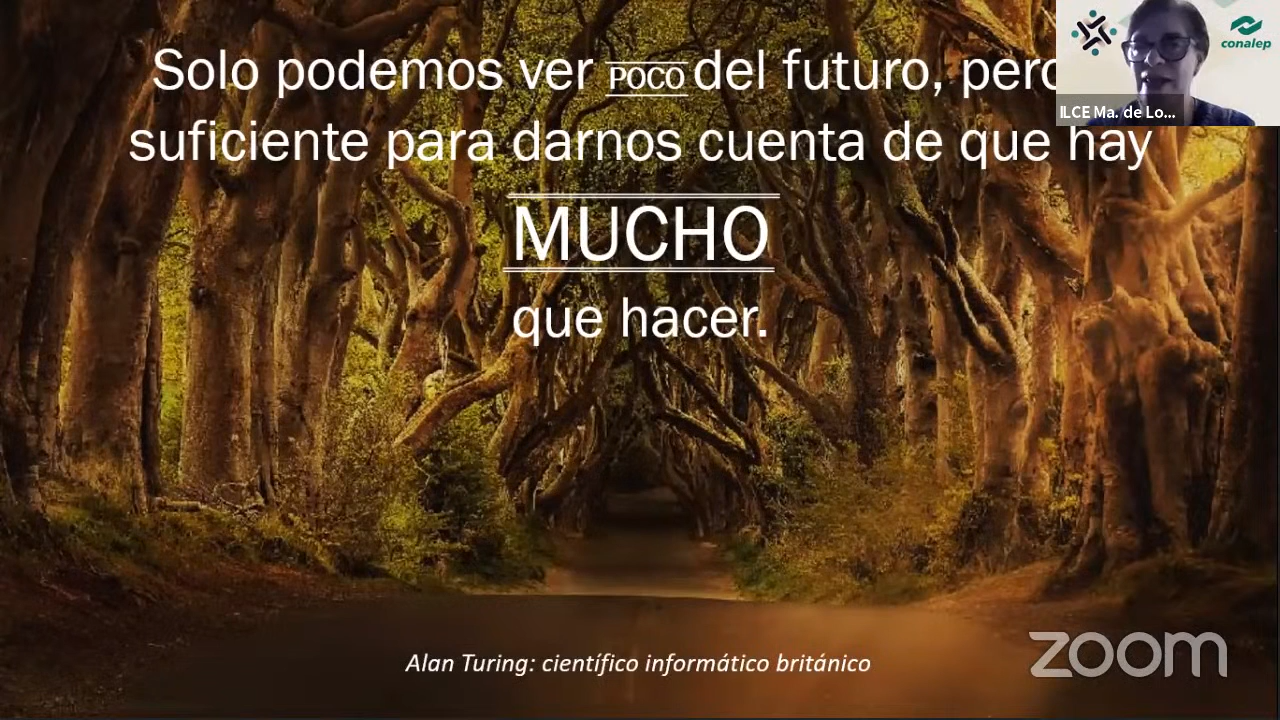 Solo podemos ver POCO del futuro, pero
suficiente para darnos cuenta de que hay
MUCHO
que hacer.
Alan Turing: científico informático británico
conalep
ILCE Ma. de Lo...
zoom